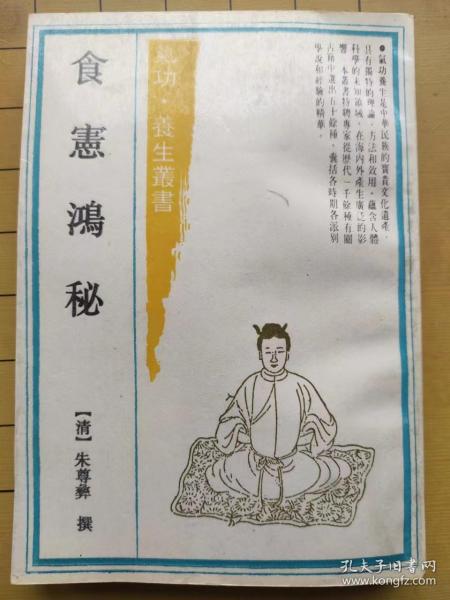 ●氣功養生是中華民族的寶貴文化遺產，
具有獨特的理論、方法和效用，蘊含人體
科學的未知領域，在海內外產生廣泛的影
響。本叢書特聘專家從歷代一千餘種有關
古籍中選出五十餘種，囊括各時期各派別
學說和經驗的精華。
氣功·養生叢書
食憲鴻秘
【清】朱尊彝 撰
孔夫子旧书网
www.kongfz.com